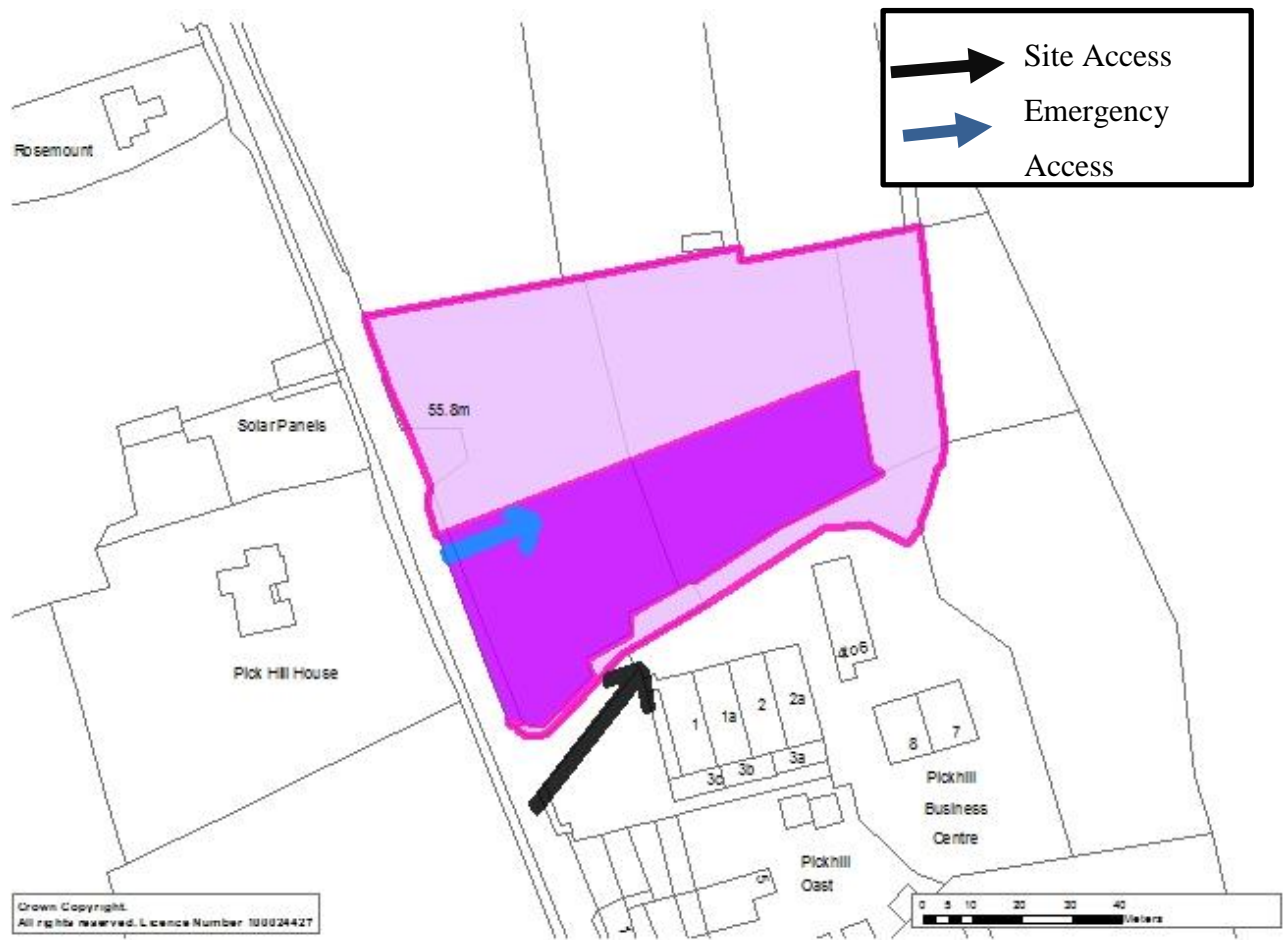 Site Access
Emergency
Access
Rosemount
55.8m
Solar Panels
Pick Hill House
1
1a
2
2a
3c
3b
3a
8
7
Pickhill
Business
Centre
Pickhill
Oast
5
Crown Copyright.
All rights reserved. Licence Number 100024427
0 5 10 20 30 40
Meters